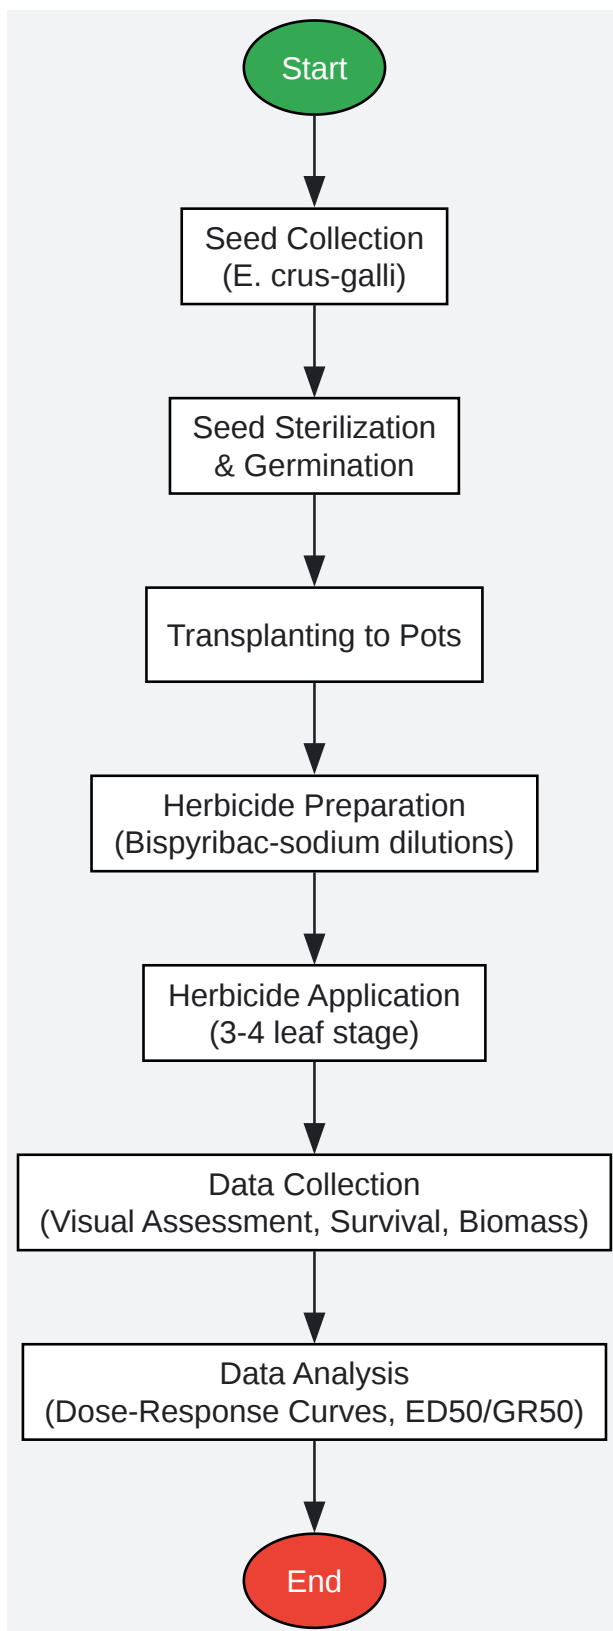 Start
Seed Collection
(E. crus-galli)
Seed Sterilization
& Germination
Transplanting to Pots
Herbicide Preparation
(Bispyribac-sodium dilutions)
Herbicide Application
(3-4 leaf stage)
Data Collection
(Visual Assessment, Survival, Biomass)
Data Analysis
(Dose-Response Curves, ED50/GR50)
End